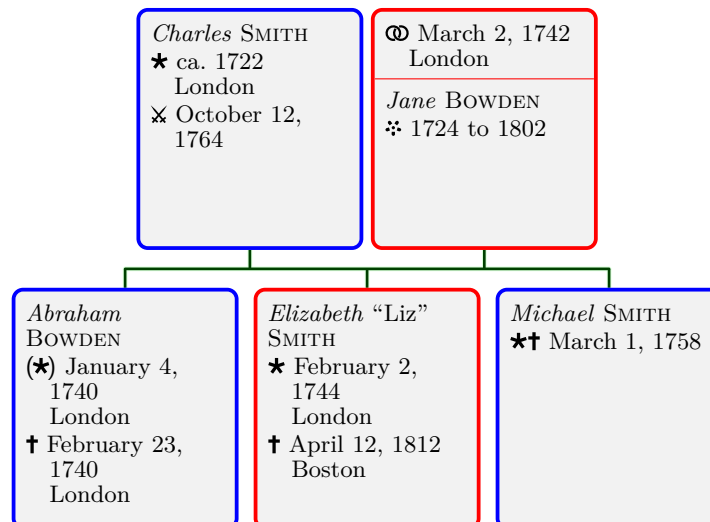 Charles SMITH
★ ca. 1722
London
⚔ October 12,
1764
⚭ March 2, 1742
London
Jane BOWDEN
⁘ 1724 to 1802
Abraham
BOWDEN
(★) January 4,
1740
London
† February 23,
1740
London
Elizabeth “Liz”
SMITH
★ February 2,
1744
London
† April 12, 1812
Boston
Michael SMITH
★† March 1, 1758